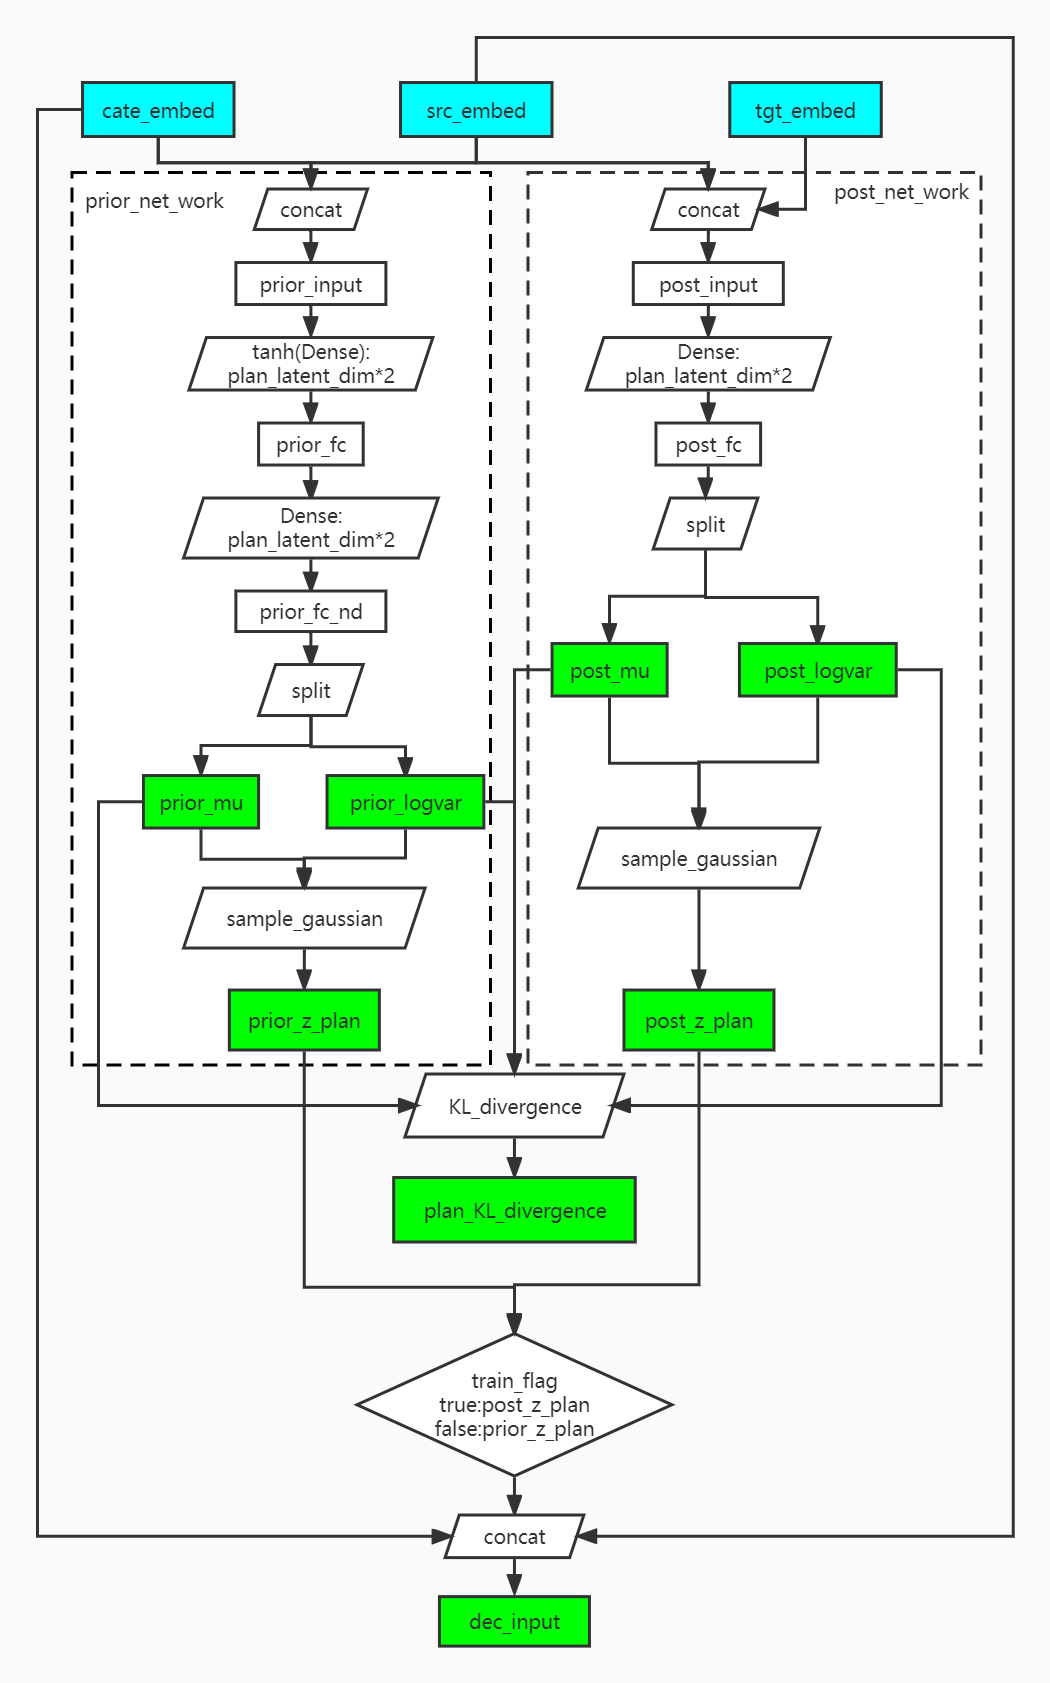 cate_embed
src_embed
tgt_embed
prior_net_work
post_net_work
concat
concat
prior_input
post_input
tanh(Dense):
plan_latent_dim*2
Dense:
plan_latent_dim*2
prior_fc
post_fc
Dense:
plan_latent_dim*2
split
prior_fc_nd
split
post_mu
post_logvar
prior_mu
prior_logvar
sample_gaussian
sample_gaussian
prior_z_plan
post_z_plan
KL_divergence
plan_KL_divergence
train_flag
true:post_z_plan
false:prior_z_plan
concat
dec_input